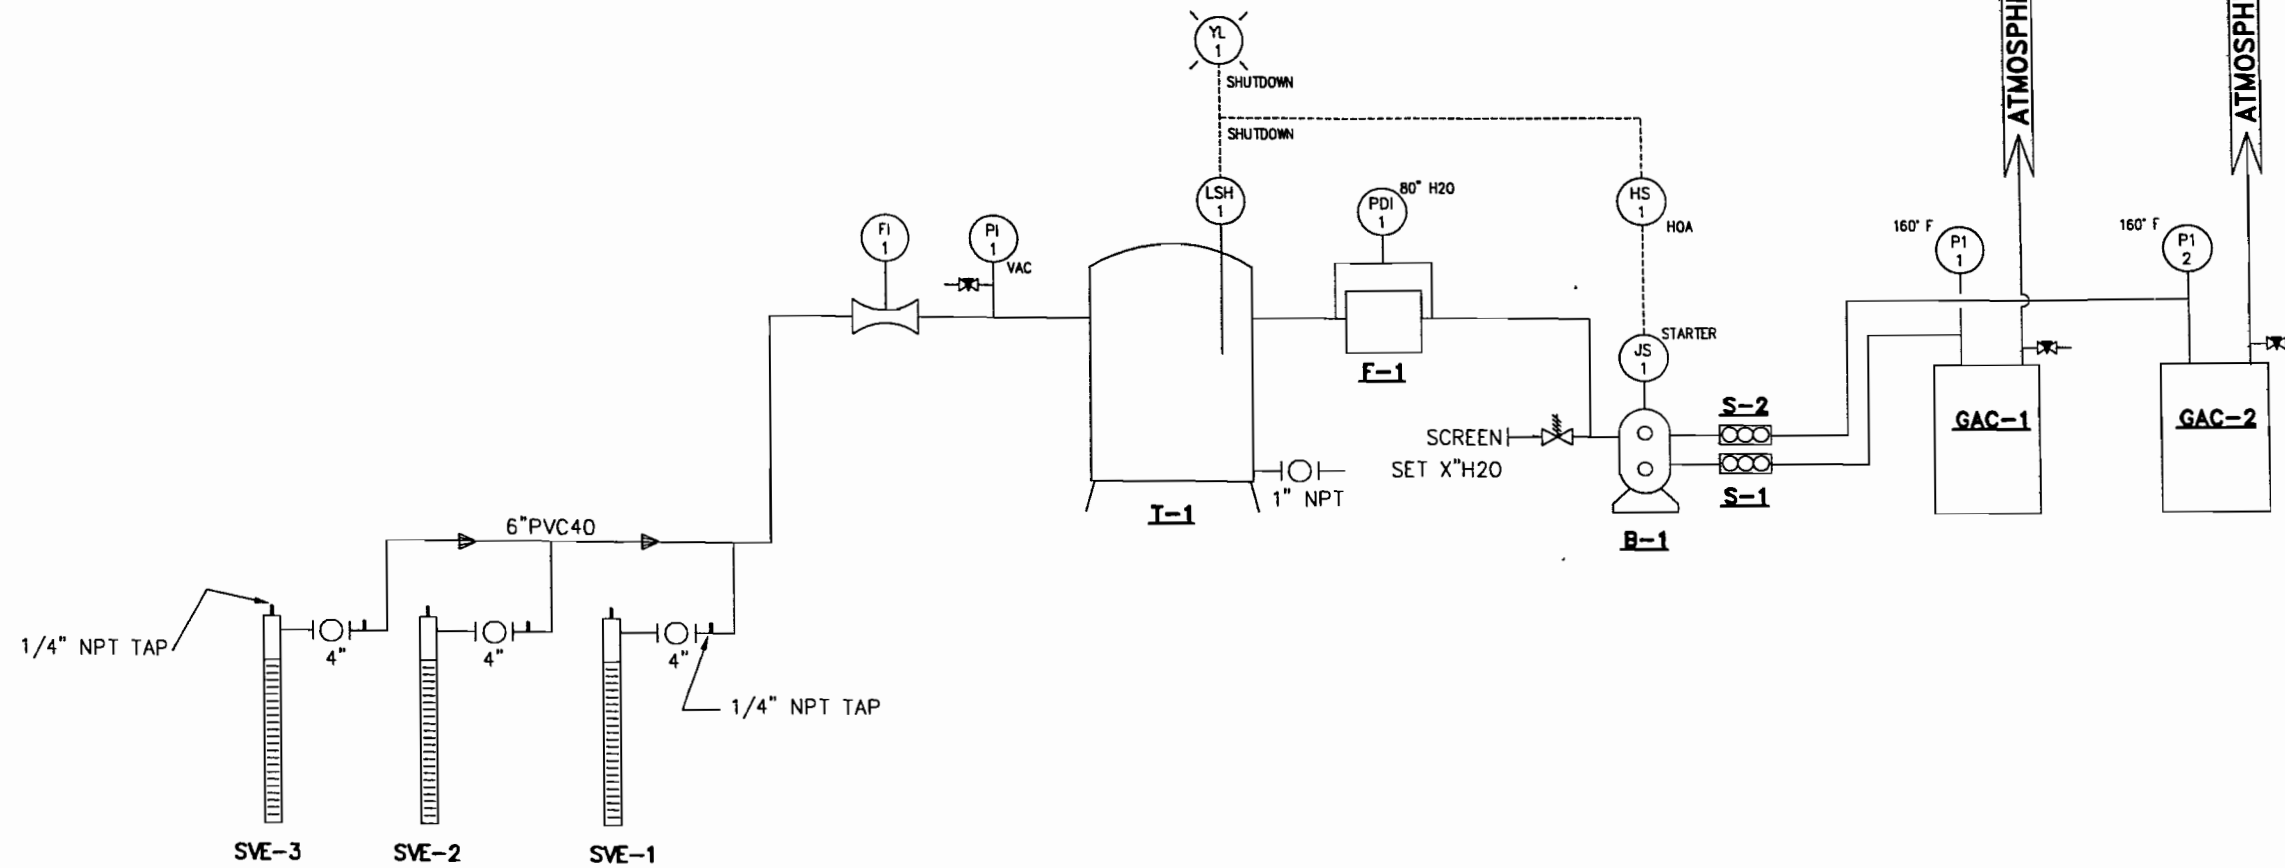 YL
1
SHUTDOWN
SHUTDOWN
ATMOSPH
ATMOSPH
LSH
1
PDI
1
80" H2O
HS
1
HOA
FI
1
PI
1
VAC
160° F
P1
1
160° F
P1
2
STARTER
JS
1
F-1
S-2
GAC-1
GAC-2
SCREEN
SET X"H2O
1" NPT
S-1
T-1
B-1
6"PVC40
1/4" NPT TAP
4"
4"
4"
1/4" NPT TAP
SVE-3
SVE-2
SVE-1